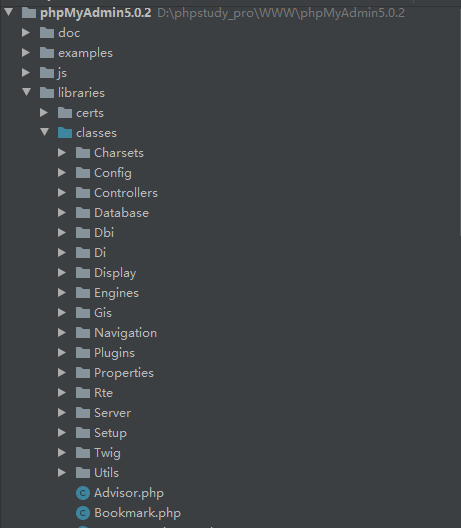 phpMyAdmin5.0.2 D:\phpstudy_pro\WWW\phpMyAdmin5.0.2
doc
examples
js
libraries
certs
classes
Charsets
Config
Controllers
Database
Dbi
Di
Display
Engines
Gis
Navigation
Plugins
Properties
Rte
Server
Setup
Twig
Utils
Advisor.php
Bookmark.php